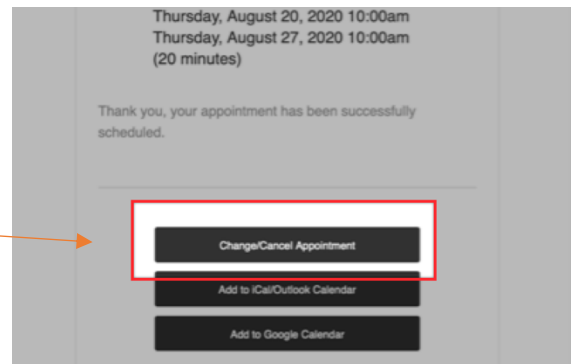 Thursday, August 20, 2020 10:00am
Thursday, August 27, 2020 10:00am
(20 minutes)
Thank you, your appointment has been successfully
scheduled.
Change/Cancel Appointment
Add to iCal/Outlook Calendar
Add to Google Calendar